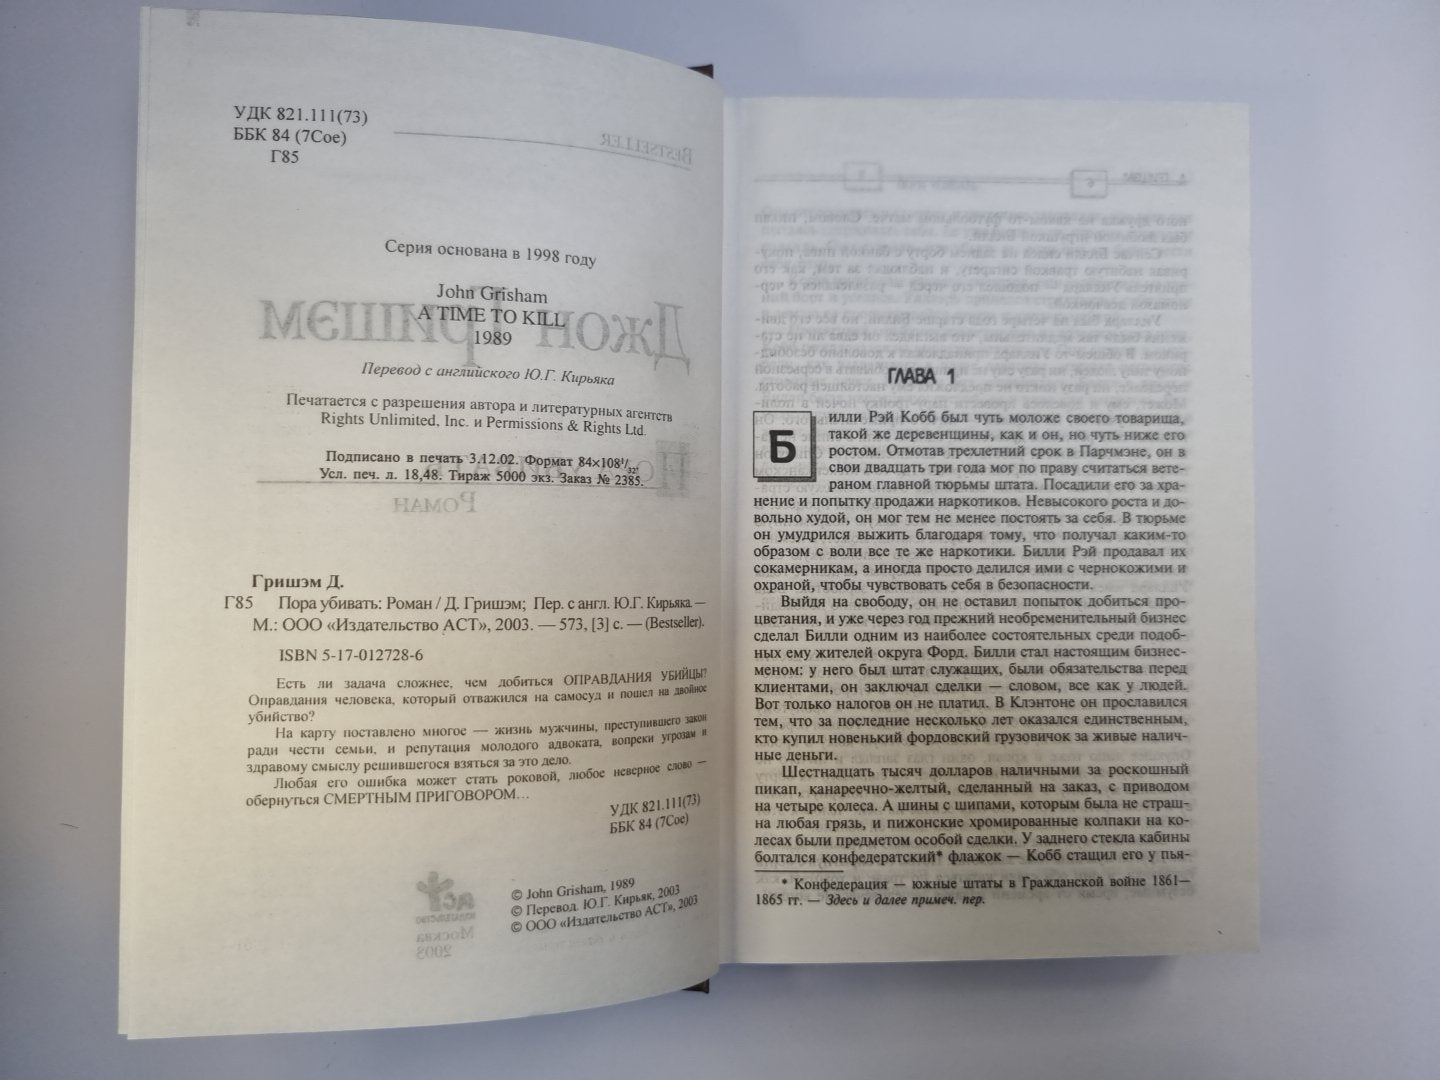 УДК 821.111(73)
ББК 84 (7Сое)
Г85
BESTSELLER
Серия основана в 1998 году
John Grisham
A TIME TO KILL
1989
Джон Гришэм
Перевод с английского Ю.Г. Кирьяка
Печатается с разрешения автора и литературных агентств
Rights Unlimited, Inc. и Permissions & Rights Ltd.
Подписано в печать 3.12.02. Формат 84×108¹/₃₂.
Усл. печ. л. 18,48. Тираж 5000 экз. Заказ № 2385.
Роман
Гришэм Д.
Г85 Пора убивать: Роман / Д. Гришэм; Пер. с англ. Ю.Г. Кирьяка. —
М.: ООО «Издательство АСТ», 2003. — 573, [3] с. — (Bestseller).
ISBN 5-17-012728-6
Есть ли задача сложнее, чем добиться ОПРАВДАНИЯ УБИЙЦЫ?
Оправдания человека, который отважился на самосуд и пошел на двойное
убийство?
На карту поставлено многое — жизнь мужчины, преступившего закон
ради чести семьи, и репутация молодого адвоката, вопреки угрозам и
здравому смыслу решившегося взяться за это дело.
Любая его ошибка может стать роковой, любое неверное слово —
обернуться СМЕРТНЫМ ПРИГОВОРОМ...
УДК 821.111(73)
ББК 84 (7Сое)
© John Grisham, 1989
© Перевод. Ю.Г. Кирьяк, 2003
© ООО «Издательство АСТ», 2003
Москва
2003
ГЛАВА 1
Билли Рэй Кобб был чуть моложе своего товарища,
такой же деревенщины, как и он, но чуть ниже его
ростом. Отмотав трехлетний срок в Парчмэне, он в
свои двадцать три года мог по праву считаться вете-
раном главной тюрьмы штата. Посадили его за хра-
нение и попытку продажи наркотиков. Невысокого роста и до-
вольно худой, он мог тем не менее постоять за себя. В тюрьме
он умудрился выжить благодаря тому, что получал каким-то
образом с воли все те же наркотики. Билли Рэй продавал их
сокамерникам, а иногда просто делился ими с чернокожими и
охраной, чтобы чувствовать себя в безопасности.
Выйдя на свободу, он не оставил попыток добиться про-
цветания, и уже через год прежний необременительный бизнес
сделал Билли одним из наиболее состоятельных среди подоб-
ных ему жителей округа Форд. Билли стал настоящим бизнес-
меном: у него был штат служащих, были обязательства перед
клиентами, он заключал сделки — словом, все как у людей.
Вот только налогов он не платил. В Клэнтоне он прославился
тем, что за последние несколько лет оказался единственным,
кто купил новенький фордовский грузовичок за живые налич-
ные деньги.
Шестнадцать тысяч долларов наличными за роскошный
пикап, канареечно-желтый, сделанный на заказ, с приводом
на четыре колеса. А шины с шипами, которым была не страш-
на любая грязь, и пижонские хромированные колпаки на ко-
лесах были предметом особой сделки. У заднего стекла кабины
болтался конфедератский* флажок — Кобб стащил его у пья-
* Конфедерация — южные штаты в Гражданской войне 1861—
1865 гг. — Здесь и далее примеч. пер.